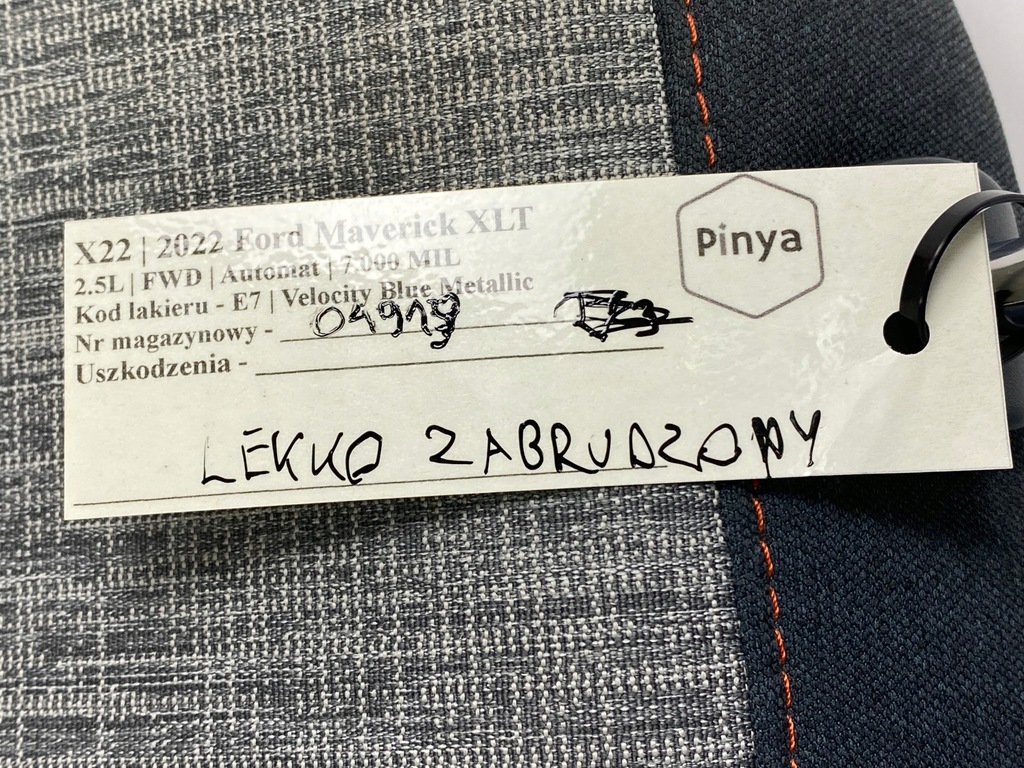 X22 | 2022 Ford Maverick XLT
Pinya
2.5L | FWD | Automat | 7.000 MIL
Kod lakieru - E7 | Velocity Blue Metallic
Nr magazynowy -
Uszkodzenia -
LEKKO ZABRUDZONY